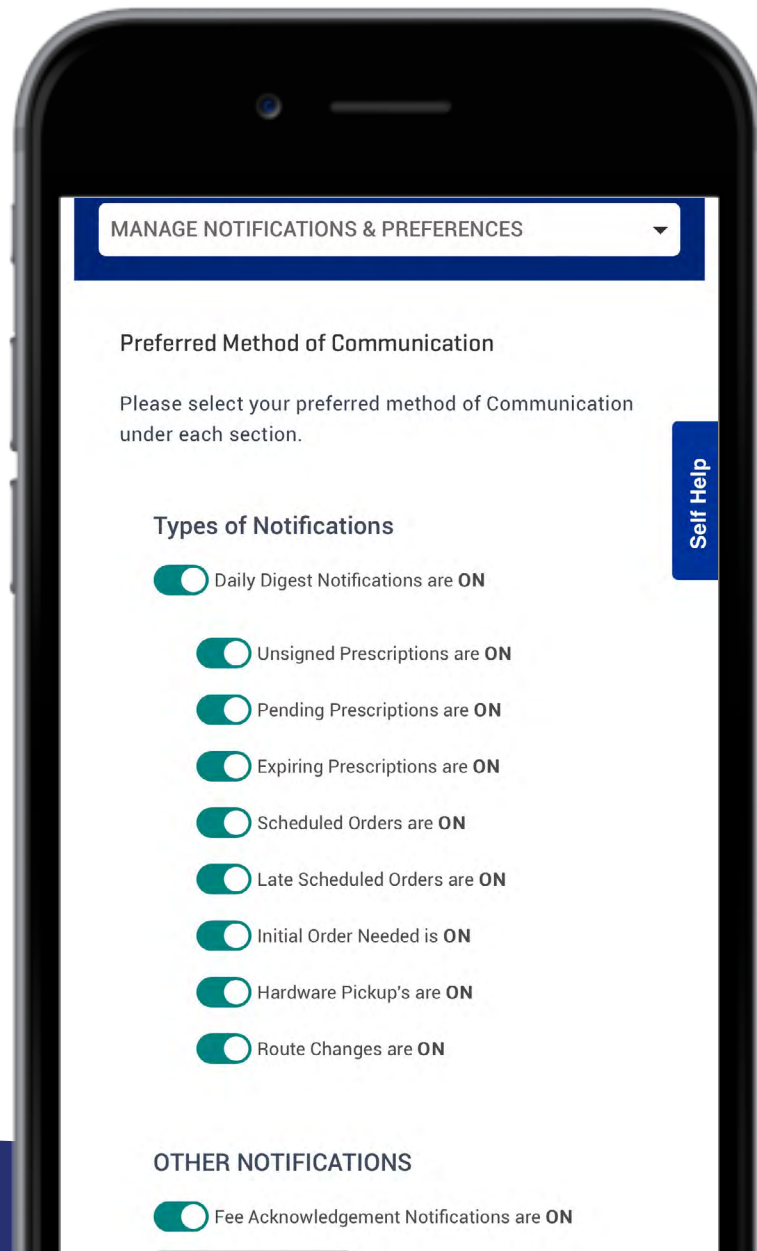 MANAGE NOTIFICATIONS & PREFERENCES
Preferred Method of Communication
Please select your preferred method of Communication
under each section.
Self Help
Types of Notifications
Daily Digest Notifications are ON
Unsigned Prescriptions are ON
Pending Prescriptions are ON
Expiring Prescriptions are ON
Scheduled Orders are ON
Late Scheduled Orders are ON
Initial Order Needed is ON
Hardware Pickup's are ON
Route Changes are ON
OTHER NOTIFICATIONS
Fee Acknowledgement Notifications are ON